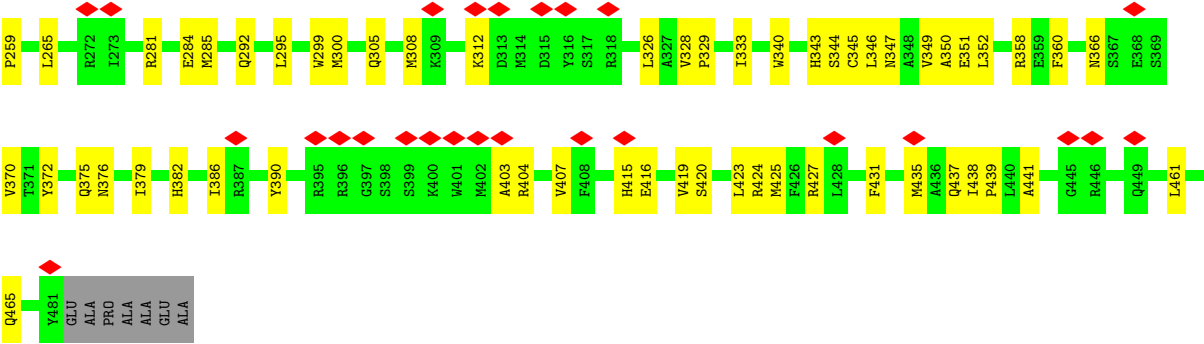 P259 L265 R272 I273 R281 E284 M285 Q292 L295 W299 M300 Q305 M308 K309 K312 D313 M314 D315 Y316 S317 R318 L326 A327 V328 P329 I333 W340 H343 S344 C345 L346 N347 A348 V349 A350 E351 L352 R358 E359 F360 N366 S367 E368 S369
V370 T371 Y372 Q375 N376 I379 H382 I386 R387 Y390 R395 R396 G397 S398 S399 K400 W401 M402 A403 R404 V407 F408 H415 E416 V419 S420 L423 R424 M425 F426 R427 L428 F431 M435 A436 Q437 I438 P439 L440 A441 G445 R446 Q449 L461
Q465 Y481 GLU ALA PRO ALA ALA GLU ALA